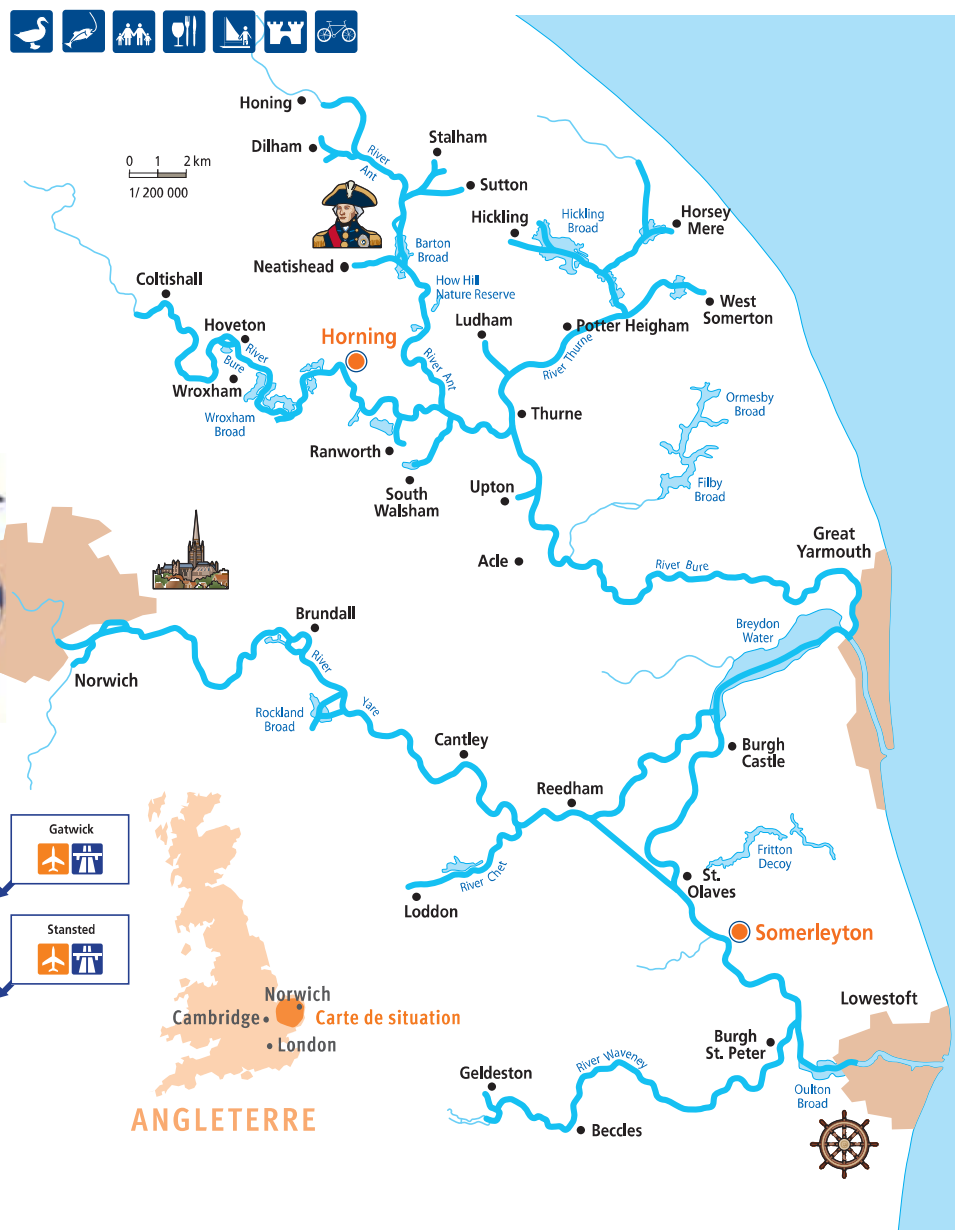 Honing
Dilham
River
Ant
Stalham
Sutton
0 1 2 km
1/ 200 000
Hickling
Hickling
Broad
Horsey
Mere
Barton
Broad
Neatishead
How Hill
Nature Reserve
Coltishall
West
Somerton
Ludham
Potter Heigham
Hoveton
Horning
River
Bure
River Thurne
River Ant
Wroxham
Wroxham
Broad
Ormesby
Broad
Thurne
Ranworth
South
Walsham
Upton
Filby
Broad
Great
Yarmouth
Acle
River Bure
Brundall
Breydon
Water
River
Yare
Norwich
Rockland
Broad
Cantley
Burgh
Castle
Reedham
Gatwick
Fritton
Decoy
River Chet
St.
Olaves
Loddon
Stansted
Somerleyton
Norwich
Cambridge
Carte de situation
London
Lowestoft
Burgh
St. Peter
River Waveney
Geldeston
Oulton
Broad
ANGLETERRE
Beccles